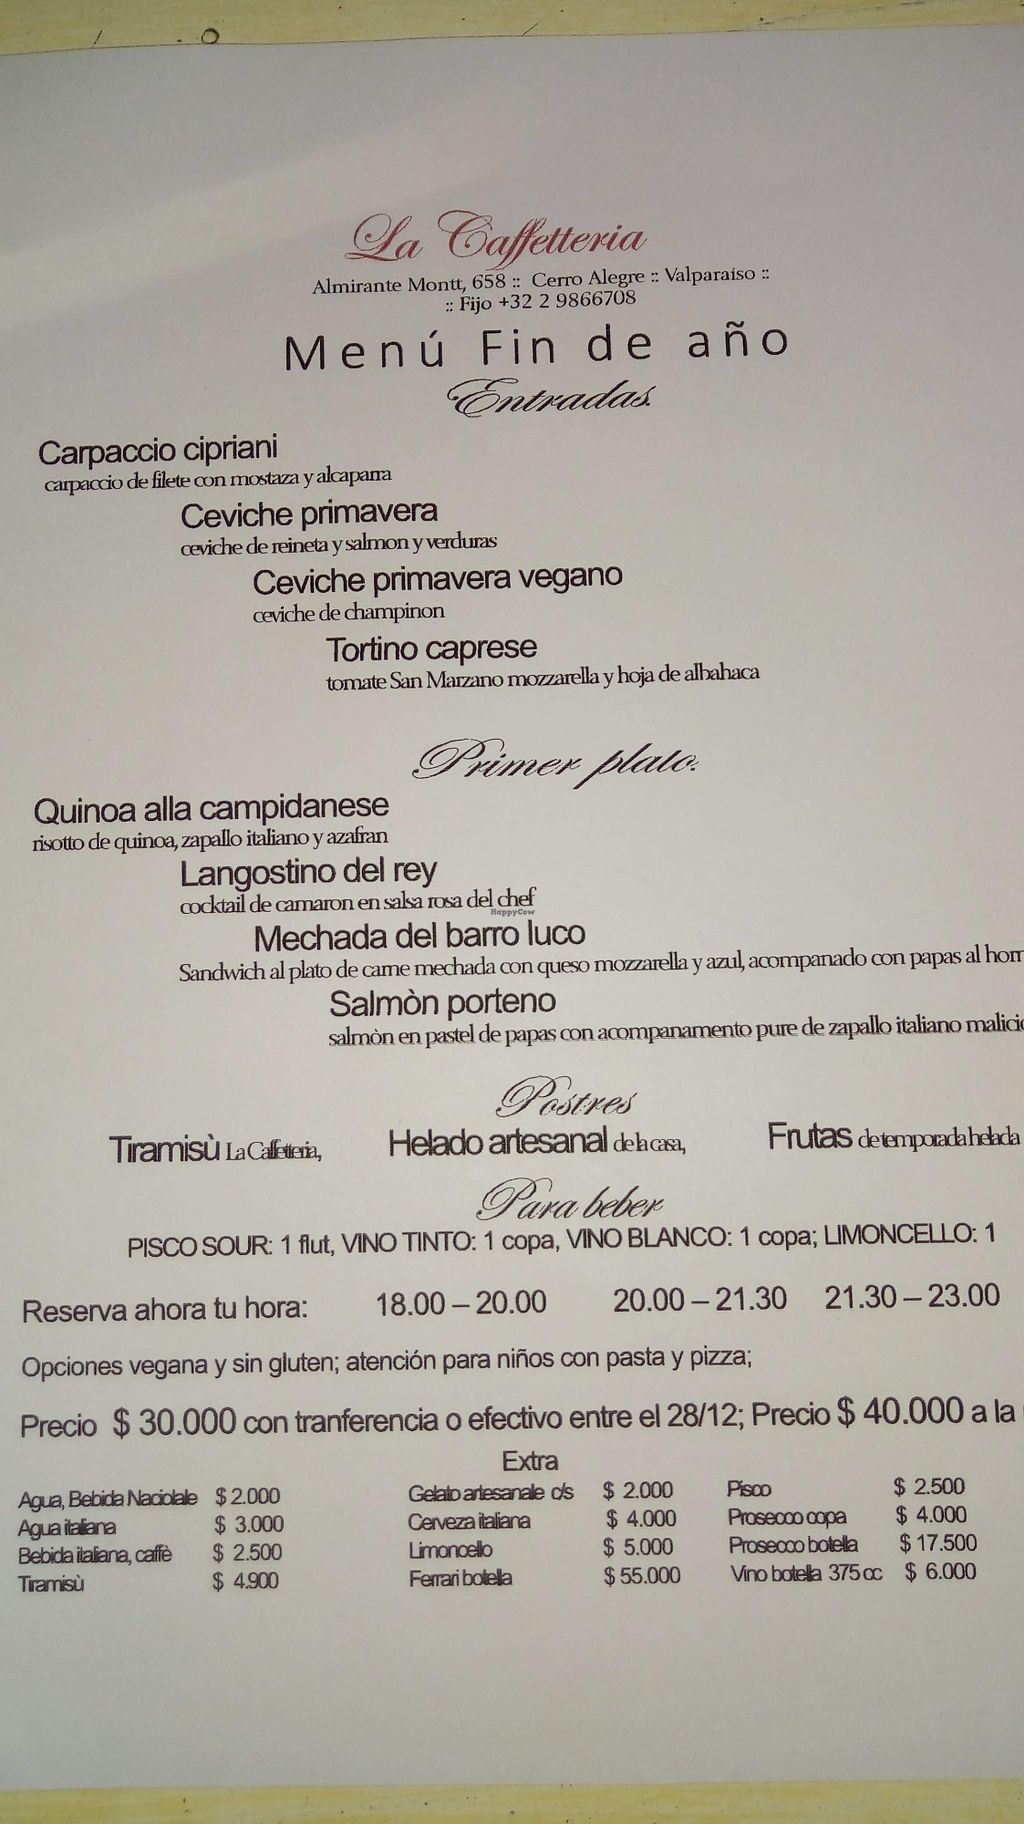 La Caffetteria
Almirante Montt, 658 :: Cerro Alegre :: Valparaiso ::
:: Fijo +32 2 9866708
Menú Fin de año
Entradas.
Carpaccio cipriani
carpaccio de filete con mostaza y alcaparra
Ceviche primavera
ceviche de reineta y salmon y verduras
Ceviche primavera vegano
ceviche de champinon
Tortino caprese
tomate San Marzano mozzarella y hoja de albahaca
Primer plato.
Quinoa alla campidanese
risotto de quinoa, zapallo italiano y azafran
Langostino del rey
cocktail de camaron en salsa rosa del chef
HappyCow
Mechada del barro luco
Sandwich al plato de carne mechada con queso mozzarella y azul, acompanado con papas al
Salmòn porteno
salmòn en pastel de papas con acompanamento pure de zapallo italiano
Postres
Tiramisù La Caffetteria, Helado artesanal de la casa, Frutas de temporada helada
Para beber
PISCO SOUR: 1 flut, VINO TINTO: 1 copa, VINO BLANCO: 1 copa; LIMONCELLO: 1
Reserva ahora tu hora: 18.00 – 20.00 20.00 – 21.30 21.30 – 23.00
Opciones vegana y sin gluten; atención para niños con pasta y pizza;
Precio $ 30.000 con tranferencia o efectivo entre el 28/12; Precio $ 40.000 a la
Extra
Agua, Bebida Naciolale $ 2.000 Gelato artesanale c/s $ 2.000 Pisco $ 2.500
Agua italiana $ 3.000 Cerveza italiana $ 4.000 Prosecco copa $ 4.000
Bebida italiana, caffè $ 2.500 Limoncello $ 5.000 Prosecco botella $ 17.500
Tiramisù $ 4.900 Ferrari botella $ 55.000 Vino botella 375 cc $ 6.000